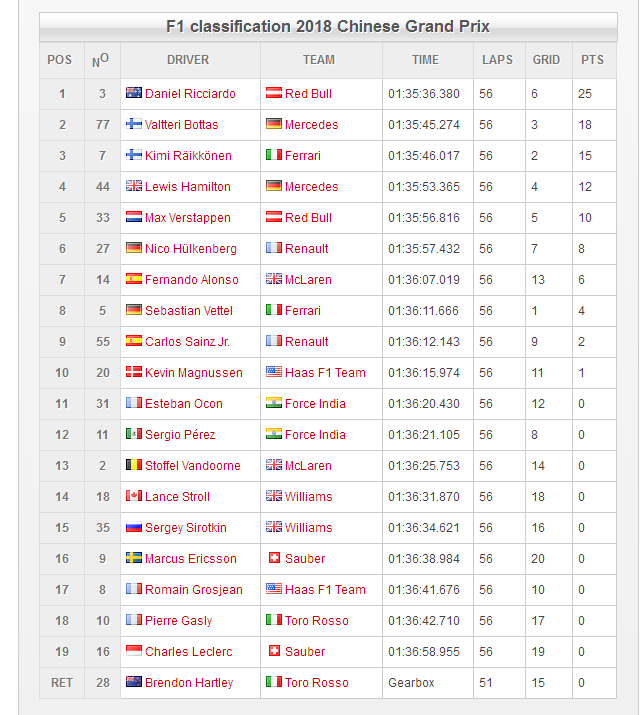 F1 classification 2018 Chinese Grand Prix
POS NO DRIVER TEAM TIME LAPS GRID PTS
1 3 Daniel Ricciardo Red Bull 01:35:36.380 56 6 25
2 77 Valtteri Bottas Mercedes 01:35:45.274 56 3 18
3 7 Kimi Räikkönen Ferrari 01:35:46.017 56 2 15
4 44 Lewis Hamilton Mercedes 01:35:53.365 56 4 12
5 33 Max Verstappen Red Bull 01:35:56.816 56 5 10
6 27 Nico Hülkenberg Renault 01:35:57.432 56 7 8
7 14 Fernando Alonso McLaren 01:36:07.019 56 13 6
8 5 Sebastian Vettel Ferrari 01:36:11.666 56 1 4
9 55 Carlos Sainz Jr. Renault 01:36:12.143 56 9 2
10 20 Kevin Magnussen Haas F1 Team 01:36:15.974 56 11 1
11 31 Esteban Ocon Force India 01:36:20.430 56 12 0
12 11 Sergio Pérez Force India 01:36:21.105 56 8 0
13 2 Stoffel Vandoorne McLaren 01:36:25.753 56 14 0
14 18 Lance Stroll Williams 01:36:31.870 56 18 0
15 35 Sergey Sirotkin Williams 01:36:34.621 56 16 0
16 9 Marcus Ericsson Sauber 01:36:38.984 56 20 0
17 8 Romain Grosjean Haas F1 Team 01:36:41.676 56 10 0
18 10 Pierre Gasly Toro Rosso 01:36:42.710 56 17 0
19 16 Charles Leclerc Sauber 01:36:58.955 56 19 0
RET 28 Brendon Hartley Toro Rosso Gearbox 51 15 0